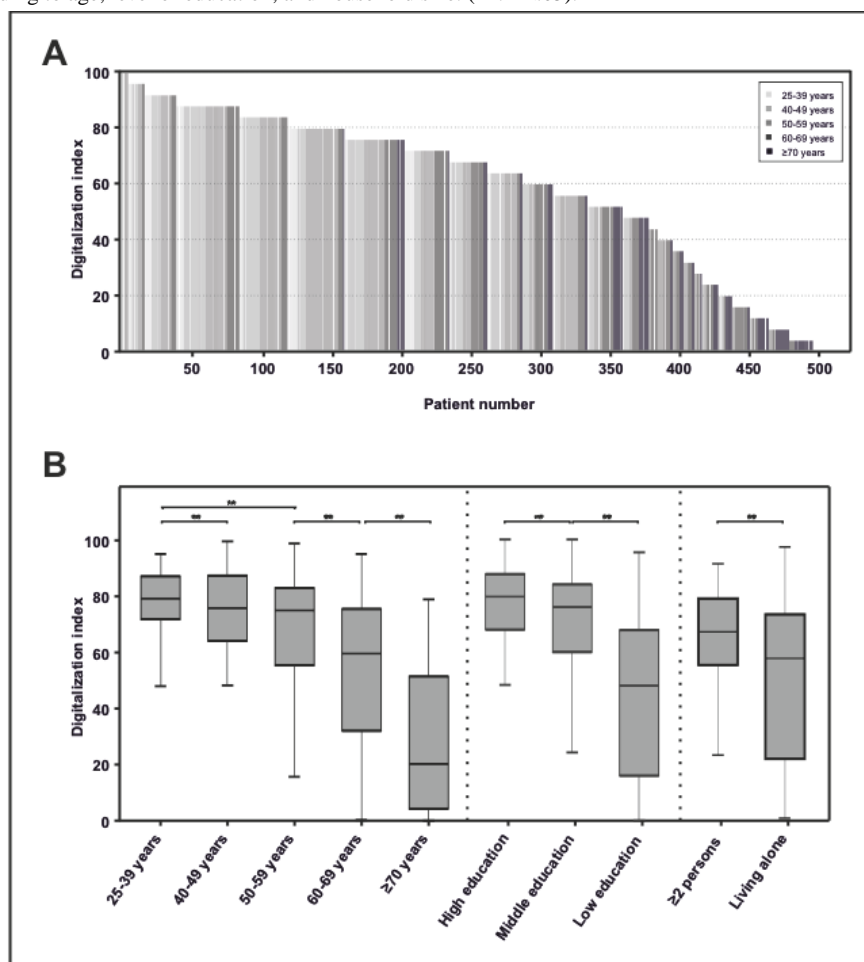 A
100
80
60
40
20
0
Digitalization index
25-39 years
40-49 years
50-59 years
60-69 years
≥70 years
50 100 150 200 250 300 350 400 450 500
Patient number
B
100
80
60
40
20
0
Digitalization index
** ** ** ** ** ** **
25-39 years
40-49 years
50-59 years
60-69 years
≥70 years
High education
Middle education
Low education
≥2 persons
Living alone